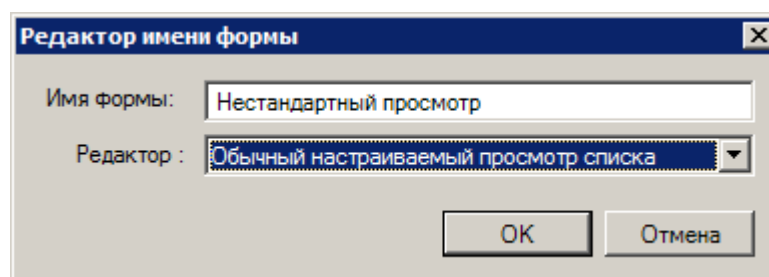 Редактор имени формы
Имя формы: Нестандартный просмотр
Редактор : Обычный настраиваемый просмотр списка
OK Отмена